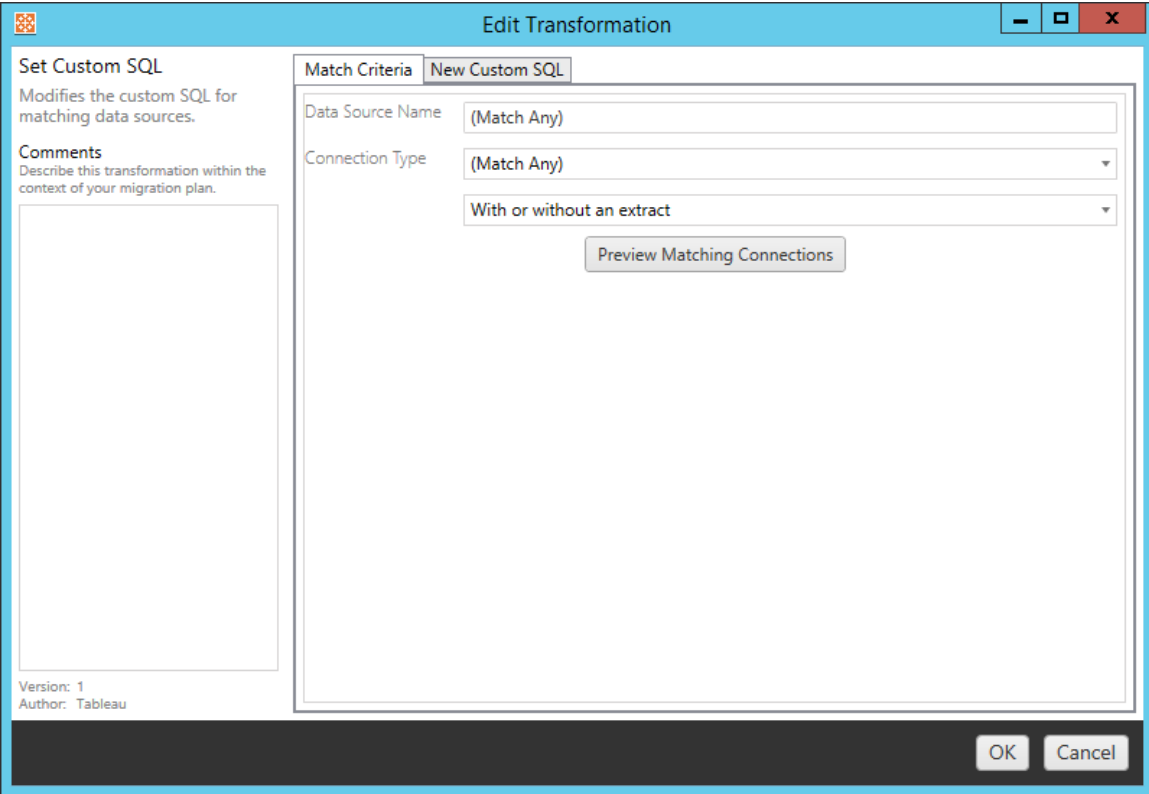 Edit Transformation
Set Custom SQL
Modifies the custom SQL for
matching data sources.
Comments
Describe this transformation within the
context of your migration plan.
Version: 1
Author: Tableau
Match Criteria
New Custom SQL
Data Source Name
(Match Any)
Connection Type
(Match Any)
With or without an extract
Preview Matching Connections
OK
Cancel